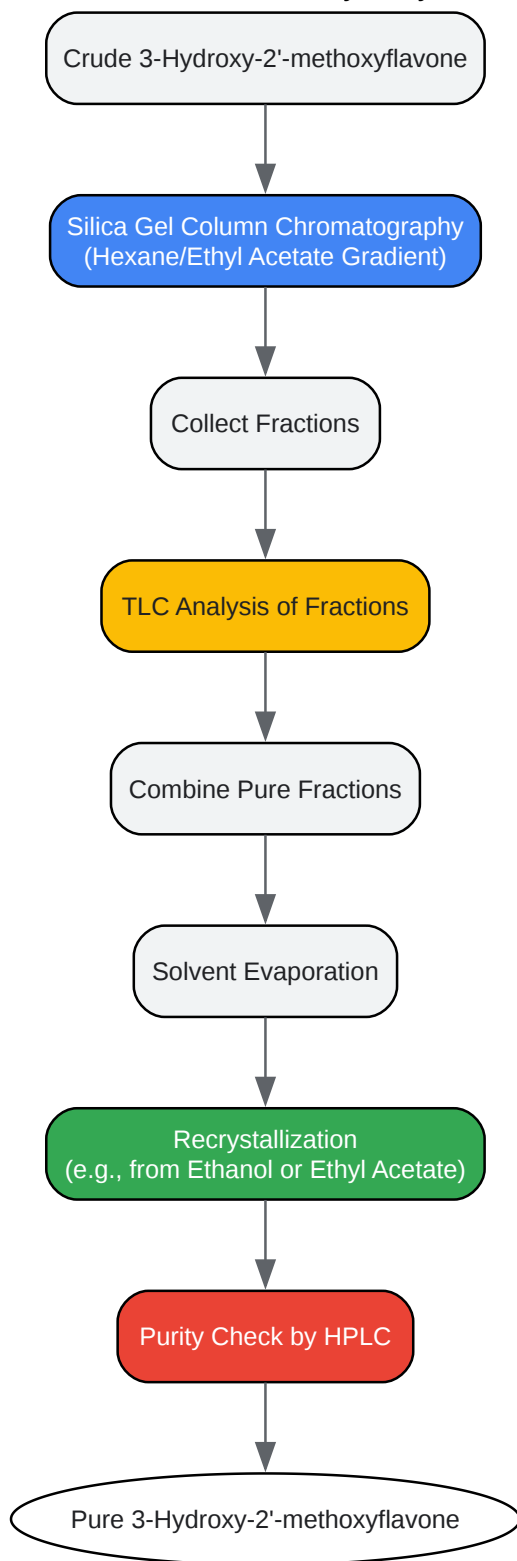 Crude 3-Hydroxy-2'-methoxyflavone
Silica Gel Column Chromatography
(Hexane/Ethyl Acetate Gradient)
Collect Fractions
TLC Analysis of Fractions
Combine Pure Fractions
Solvent Evaporation
Recrystallization
(e.g., from Ethanol or Ethyl Acetate)
Purity Check by HPLC
Pure 3-Hydroxy-2'-methoxyflavone